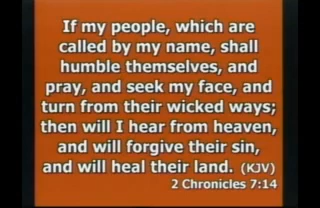 If my people, which are
called by my name, shall
humble themselves, and
pray, and seek my face, and
turn from their wicked ways;
then will I hear from heaven,
and will forgive their sin,
and will heal their land. (KJV)
2 Chronicles 7:14